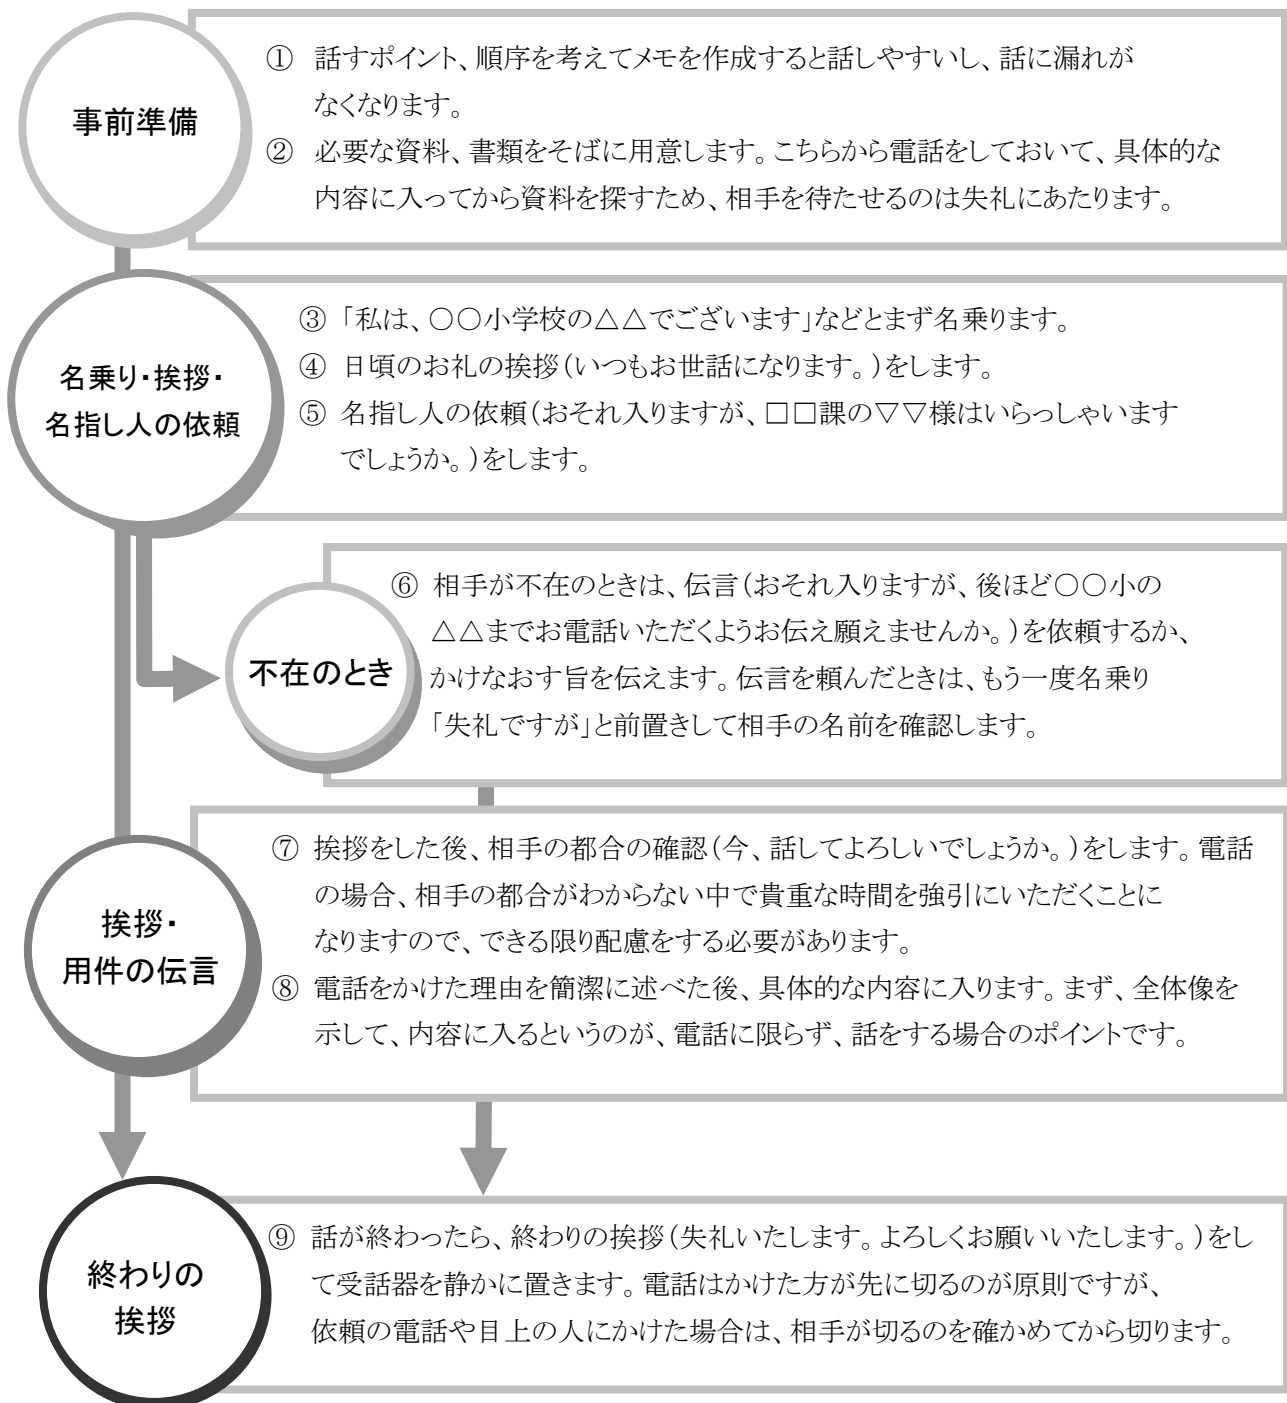 事前準備
① 話すポイント、順序を考えてメモを作成すると話しやすいし、話に漏れが
なくなります。
② 必要な資料、書類をそばに用意します。こちらから電話をしておいて、具体的な
内容に入ってから資料を探すため、相手を待たせるのは失礼にあたります。
名乗り・挨拶・
名指し人の依頼
③ 「私は、〇〇小学校の△△でございます」などとまず名乗ります。
④ 日頃のお礼の挨拶(いつもお世話になります。)をします。
⑤ 名指し人の依頼(おそれ入りますが、□□課の▽▽様はいらっしゃいます
でしょうか。)をします。
不在のとき
⑥ 相手が不在のときは、伝言(おそれ入りますが、後ほど〇〇小の
△△までお電話いただくようお伝え願えませんか。)を依頼するか、
かけなおす旨を伝えます。伝言を頼んだときは、もう一度名乗り
「失礼ですが」と前置きして相手の名前を確認します。
挨拶・
用件の伝言
⑦ 挨拶をした後、相手の都合の確認(今、話してよろしいでしょうか。)をします。電話
の場合、相手の都合がわからない中で貴重な時間を強引にいただくことに
なりますので、できる限り配慮をする必要があります。
⑧ 電話をかけた理由を簡潔に述べた後、具体的な内容に入ります。まず、全体像を
示して、内容に入るというのが、電話に限らず、話をする場合のポイントです。
終わりの
挨拶
⑨ 話が終わったら、終わりの挨拶(失礼いたします。よろしくお願いいたします。)をし
て受話器を静かに置きます。電話はかけた方が先に切るのが原則ですが、
依頼の電話や目上の人にかけた場合は、相手が切るのを確かめてから切ります。